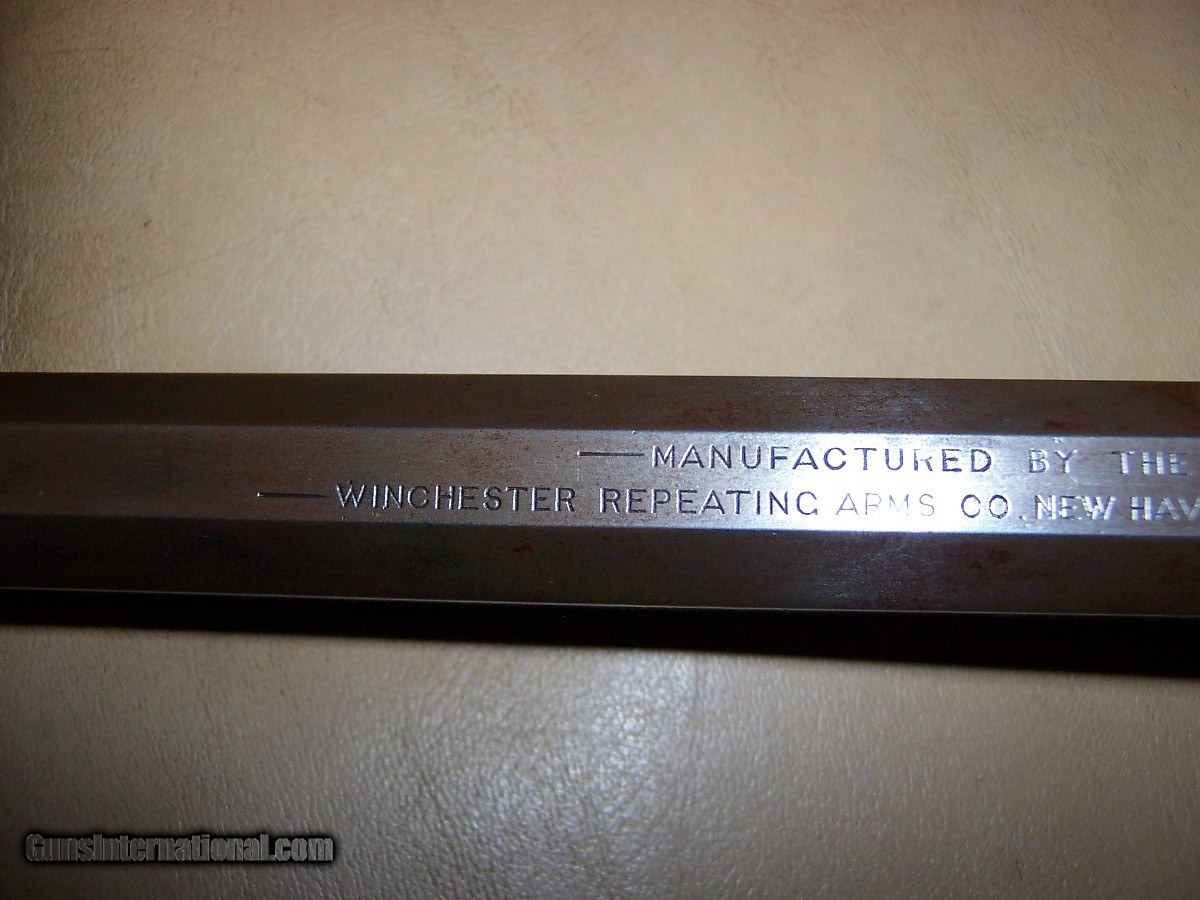 —MANUFACTURED BY THE
—WINCHESTER REPEATING ARMS CO. NEW HAV
GunsInternational.com